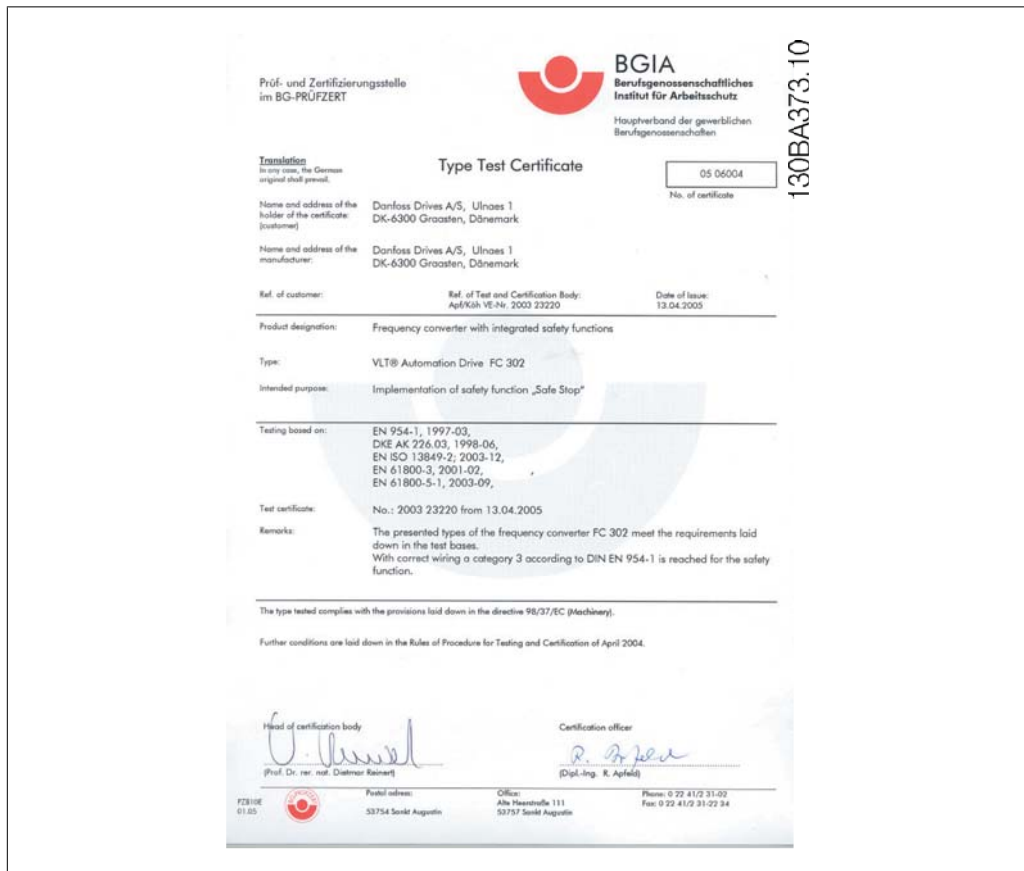 Prüf- und Zertifizierungsstelle
im BG-PRÜFZERT
BGIA
Berufsgenossenschaftliches
Institut für Arbeitsschutz
Hauptverband der gewerblichen
Berufsgenossenschaften
130BA373.10
Translation
In any case, the German
original shall prevail.
Type Test Certificate
05 06004
No. of certificate
Name and address of the
holder of the certificate:
(customer)
Danfoss Drives A/S, Ulnaes 1
DK-6300 Graasten, Dänemark
Name and address of the
manufacturer:
Danfoss Drives A/S, Ulnaes 1
DK-6300 Graasten, Dänemark
Ref. of customer:
Ref. of Test and Certification Body:
Apf/Köh VE-Nr. 2003 23220
Date of Issue:
13.04.2005
Product designation:
Frequency converter with integrated safety functions
Type:
VLT® Automation Drive FC 302
Intended purpose:
Implementation of safety function „Safe Stop“
Testing based on:
EN 954-1, 1997-03,
DKE AK 226.03, 1998-06,
EN ISO 13849-2; 2003-12,
EN 61800-3, 2001-02,
EN 61800-5-1, 2003-09,
Test certificate:
No.: 2003 23220 from 13.04.2005
Remarks:
The presented types of the frequency converter FC 302 meet the requirements laid
down in the test bases.
With correct wiring a category 3 according to DIN EN 954-1 is reached for the safety
function.
The type tested complies with the provisions laid down in the directive 98/37/EC (Machinery).
Further conditions are laid down in the Rules of Procedure for Testing and Certification of April 2004.
Head of certification body
Certification officer
(Prof. Dr. rer. nat. Dietmar Reinert)
(Dipl.-Ing. R. Apfeld)
PZB10E
01.05
Postal adress:
53754 Sankt Augustin
Office:
Alte Heerstraße 111
53757 Sankt Augustin
Phone: 0 22 41/2 31-02
Fax: 0 22 41/2 31-22 34